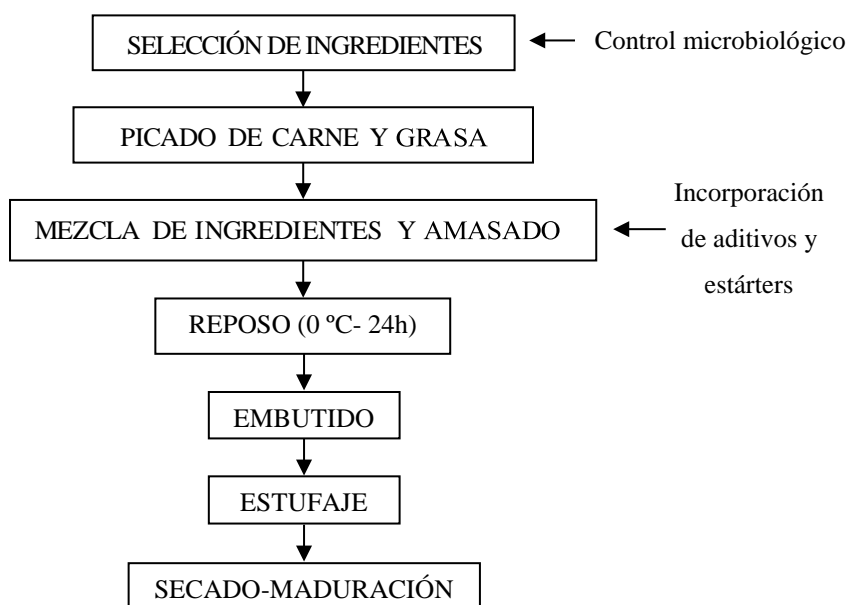 SELECCIÓN DE INGREDIENTES
Control microbiológico
PICADO DE CARNE Y GRASA
MEZCLA DE INGREDIENTES Y AMASADO
Incorporación
de aditivos y
estárters
REPOSO (0 ºC- 24h)
EMBUTIDO
ESTUFAJE
SECADO-MADURACIÓN